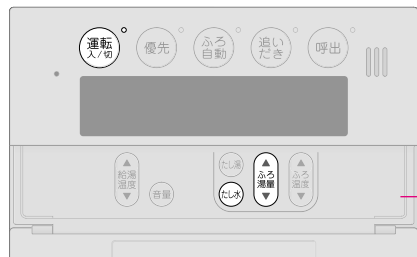 運転
入/切
優先
ふろ
自動
追い
だき
呼出
たし湯
給湯
温度
音量
たし水
ふろ
湯量
ふろ
温度